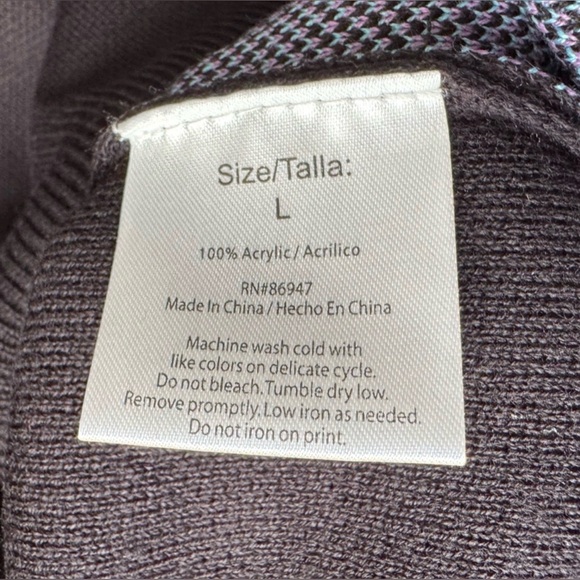 Size/Talla:
L
100% Acrylic / Acrilico
RN#86947
Made In China / Hecho En China
Machine wash cold with
like colors on delicate cycle.
Do not bleach. Tumble dry low.
Remove promptly. Low iron as needed.
Do not iron on print.